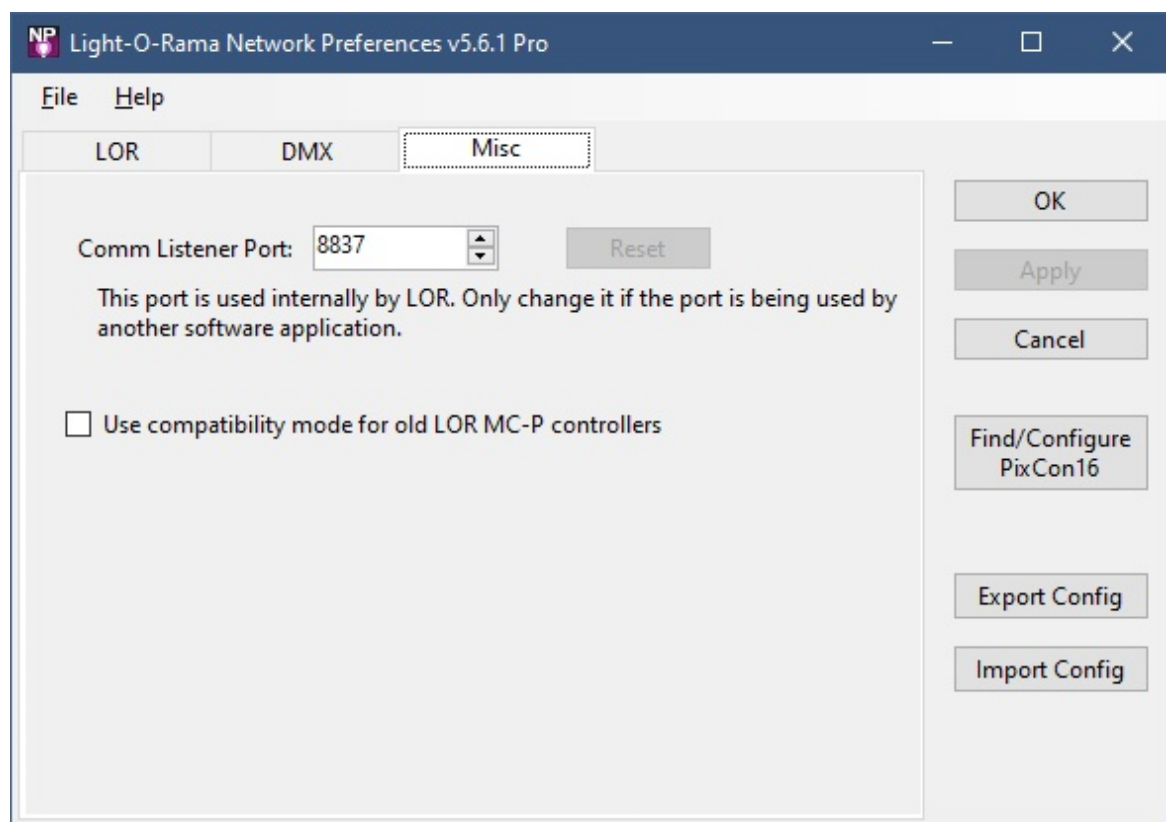 NP Light-O-Rama Network Preferences v5.6.1 Pro
File Help
LOR DMX Misc
Comm Listener Port: 8837 Reset
This port is used internally by LOR. Only change it if the port is being used by
another software application.
Use compatibility mode for old LOR MC-P controllers
OK
Apply
Cancel
Find/Configure
PixCon16
Export Config
Import Config